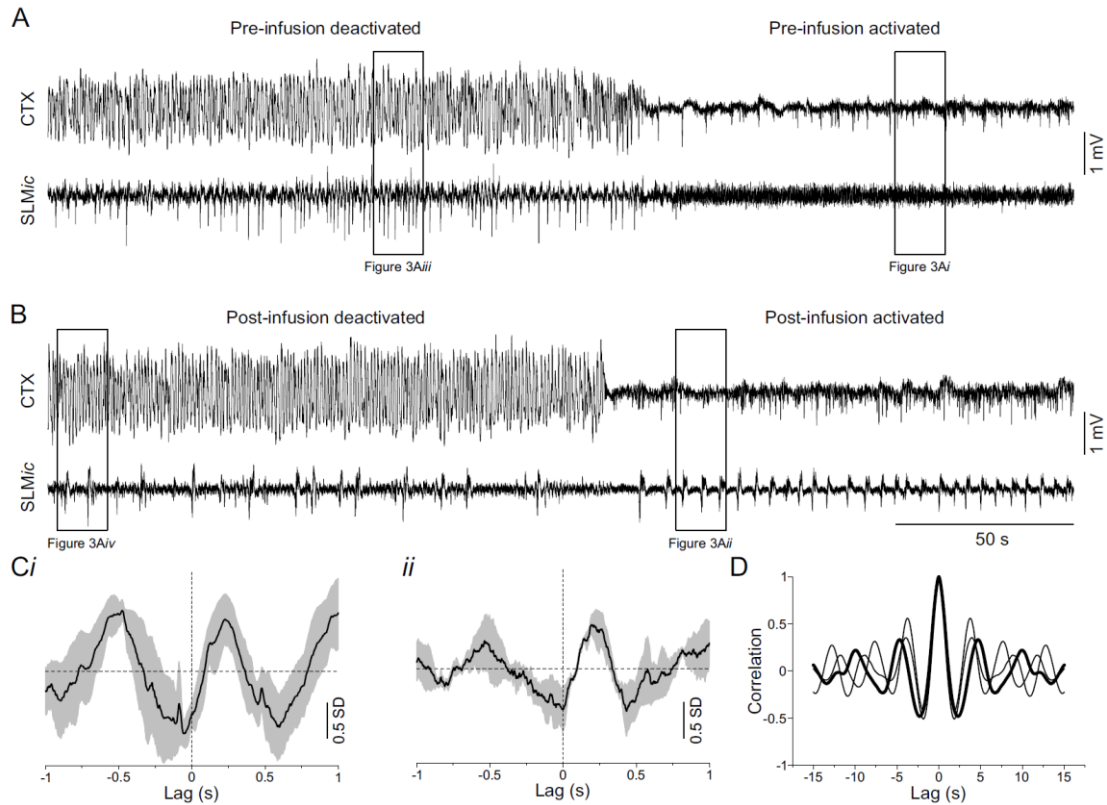 A
Pre-infusion deactivated
Pre-infusion activated
CTX
1 mV
SLMic
Figure 3Aiii
Figure 3Ai
B
Post-infusion deactivated
Post-infusion activated
CTX
1 mV
SLMic
Figure 3Aiv
Figure 3Aii
50 s
Ci
ii
D
0.5 SD
0.5 SD
Correlation
1
0.5
0
-0.5
-1
-1 -0.5 0 0.5 1
-1 -0.5 0 0.5 1
-15 -10 -5 0 5 10 15
Lag (s)
Lag (s)
Lag (s)